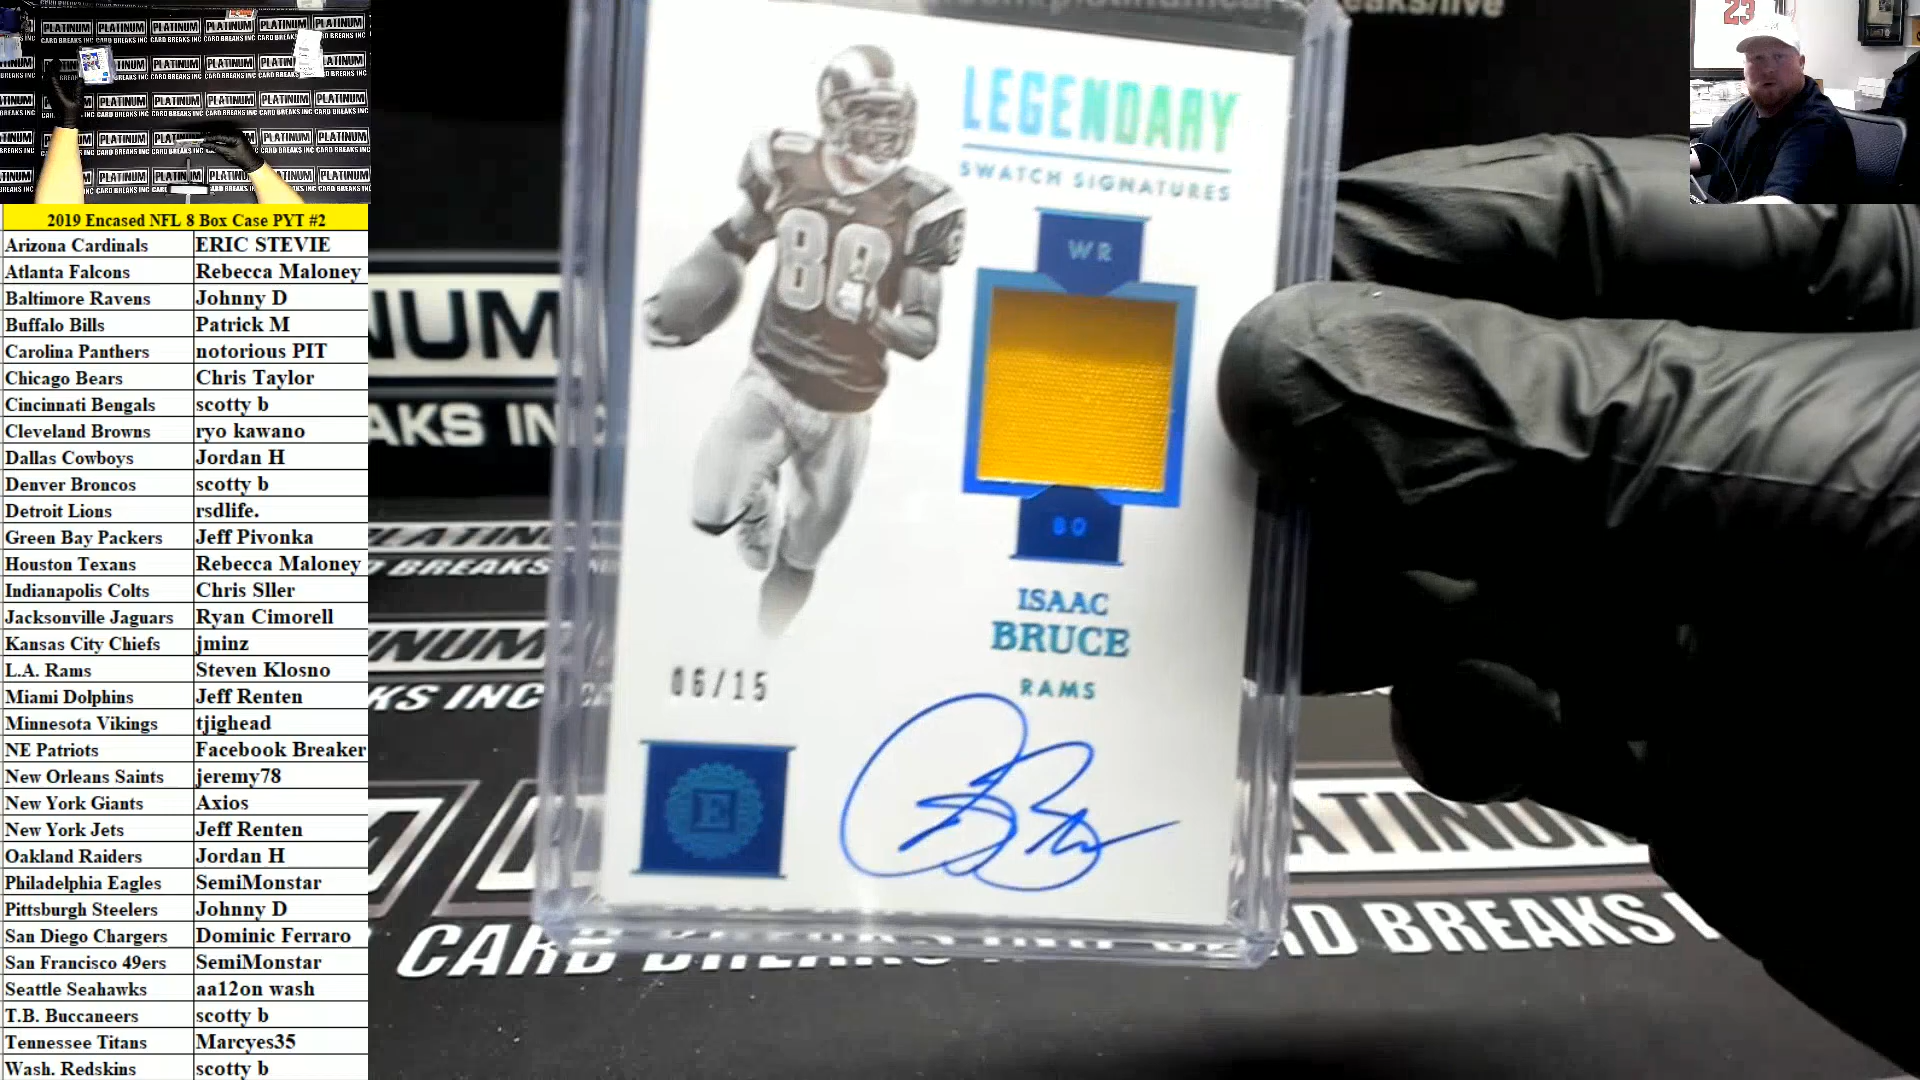 2019 Encased NFL 8 Box Case PYT #2
Arizona Cardinals ERIC STEVIE
Atlanta Falcons Rebecca Maloney
Baltimore Ravens Johnny D
Buffalo Bills Patrick M
Carolina Panthers notorious PIT
Chicago Bears Chris Taylor
Cincinnati Bengals scotty b
Cleveland Browns ryo kawano
Dallas Cowboys Jordan H
Denver Broncos scotty b
Detroit Lions rsdlife.
Green Bay Packers Jeff Pivonka
Houston Texans Rebecca Maloney
Indianapolis Colts Chris Sller
Jacksonville Jaguars Ryan Cimorell
Kansas City Chiefs jminz
L.A. Rams Steven Klosno
Miami Dolphins Jeff Renten
Minnesota Vikings tjighead
NE Patriots Facebook Breaker
New Orleans Saints jeremy78
New York Giants Axios
New York Jets Jeff Renten
Oakland Raiders Jordan H
Philadelphia Eagles SemiMonstar
Pittsburgh Steelers Johnny D
San Diego Chargers Dominic Ferraro
San Francisco 49ers SemiMonstar
Seattle Seahawks aa12on wash
T.B. Buccaneers scotty b
Tennessee Titans Marcyes35
Wash. Redskins scotty b
LEGENDARY
SWATCH SIGNATURES
WR
80
80
ISAAC
BRUCE
RAMS
06/15
E
23
PLATINUM
CARD BREAKS INC